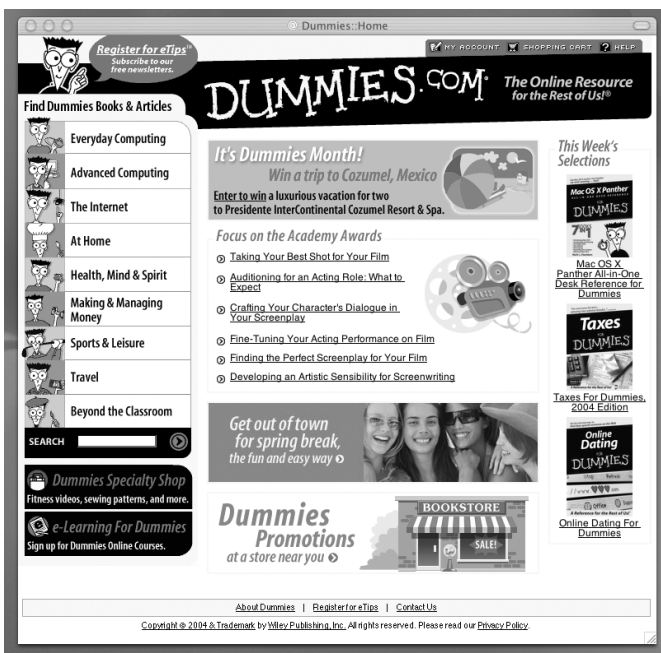 Dummies::Home
Register for eTips™
Subscribe to our
free newsletters.
MY ACCOUNT
SHOPPING CART
? HELP
DUMMIES.COM®
The Online Resource
for the Rest of Us!®
Find Dummies Books & Articles
Everyday Computing
Advanced Computing
The Internet
At Home
Health, Mind & Spirit
Making & Managing
Money
Sports & Leisure
Travel
Beyond the Classroom
SEARCH
Dummies Specialty Shop
Fitness videos, sewing patterns, and more.
e-Learning For Dummies
Sign up for Dummies Online Courses.
It's Dummies Month!
Win a trip to Cozumel, Mexico
Enter to win a luxurious vacation for two
to Presidente InterContinental Cozumel Resort & Spa.
Focus on the Academy Awards
Taking Your Best Shot for Your Film
Auditioning for an Acting Role: What to
Expect
Crafting Your Character's Dialogue in
Your Screenplay
Fine-Tuning Your Acting Performance on Film
Finding the Perfect Screenplay for Your Film
Developing an Artistic Sensibility for Screenwriting
Get out of town
for spring break,
the fun and easy way
Dummies
Promotions
at a store near you
BOOKSTORE
SALE!
This Week's
Selections
Mac OS X Panther
FOR
DUMMIES
Mac OS X
Panther All-in-One
Desk Reference for
Dummies
Taxes
FOR
DUMMIES
Taxes For Dummies,
2004 Edition
Online
Dating
FOR
DUMMIES
Online Dating For
Dummies
About Dummies | Register for eTips | Contact Us
Copyright © 2004 & Trademark by Wiley Publishing, Inc. All rights reserved. Please read our Privacy Policy.